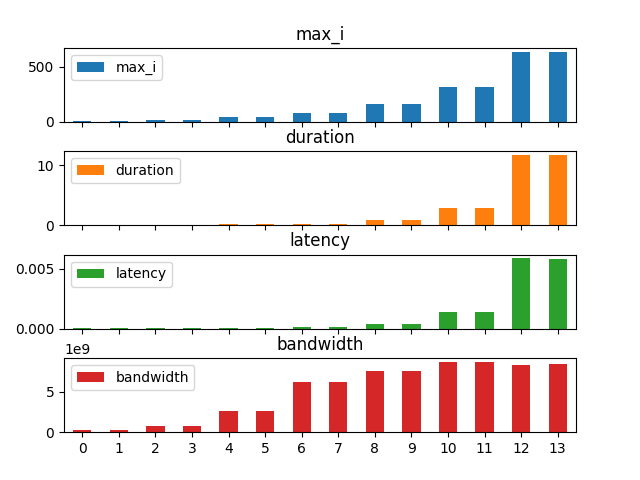 max_i
500
max_i
0
duration
10
duration
0
latency
0.005
latency
0.000
bandwidth
1e9
bandwidth
5
0
0 1 2 3 4 5 6 7 8 9 10 11 12 13